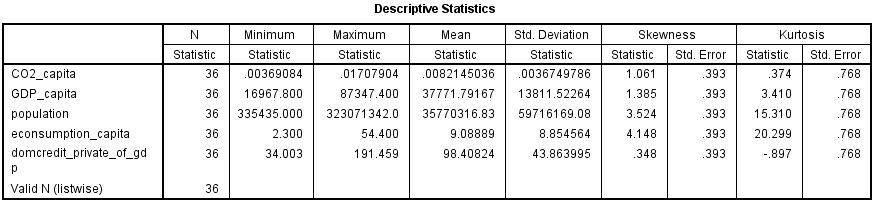 Descriptive Statistics
N Minimum Maximum Mean Std. Deviation Skewness Kurtosis
Statistic Statistic Statistic Statistic Statistic Statistic Std. Error Statistic Std. Error
CO2_capita 36 .00369084 .01707904 .0082145036 .0036749786 1.061 .393 .374 .768
GDP_capita 36 16967.800 87347.400 37771.79167 13811.52264 1.385 .393 3.410 .768
population 36 335435.000 323071342.0 35770316.83 59716169.08 3.524 .393 15.310 .768
econsumption_capita 36 2.300 54.400 9.08889 8.854564 4.148 .393 20.299 .768
domcredit_private_of_gd 36 34.003 191.459 98.40824 43.863995 .348 .393 -.897 .768
p
Valid N (listwise) 36